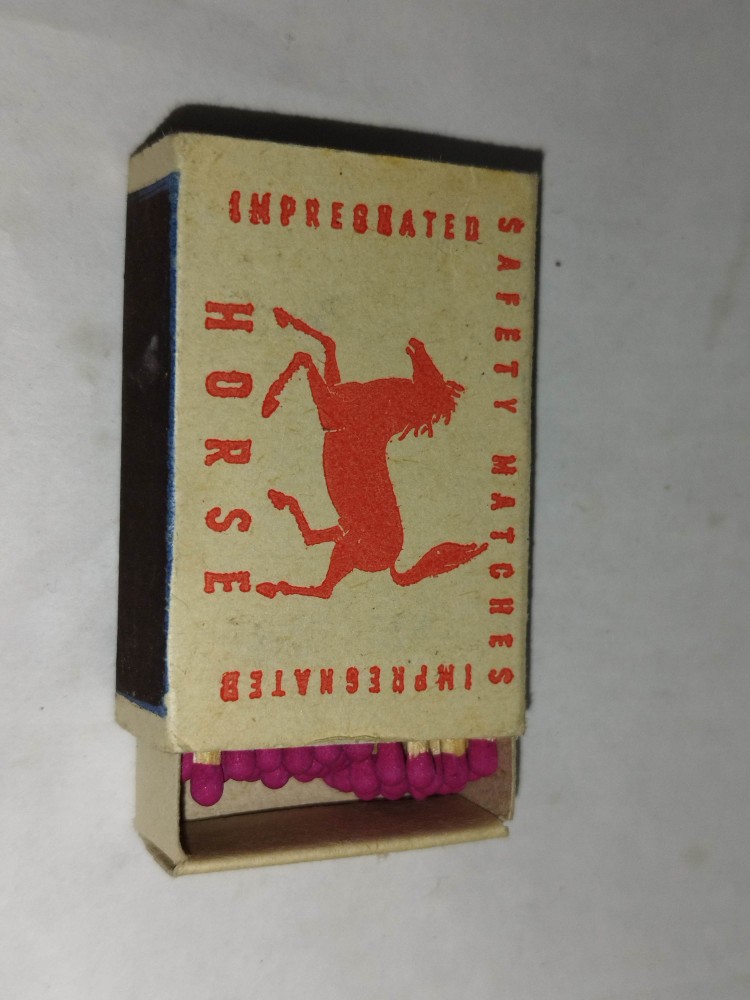 SAFETY MATCHES
IMPREGNATED
IMPREGNATED
HORSE